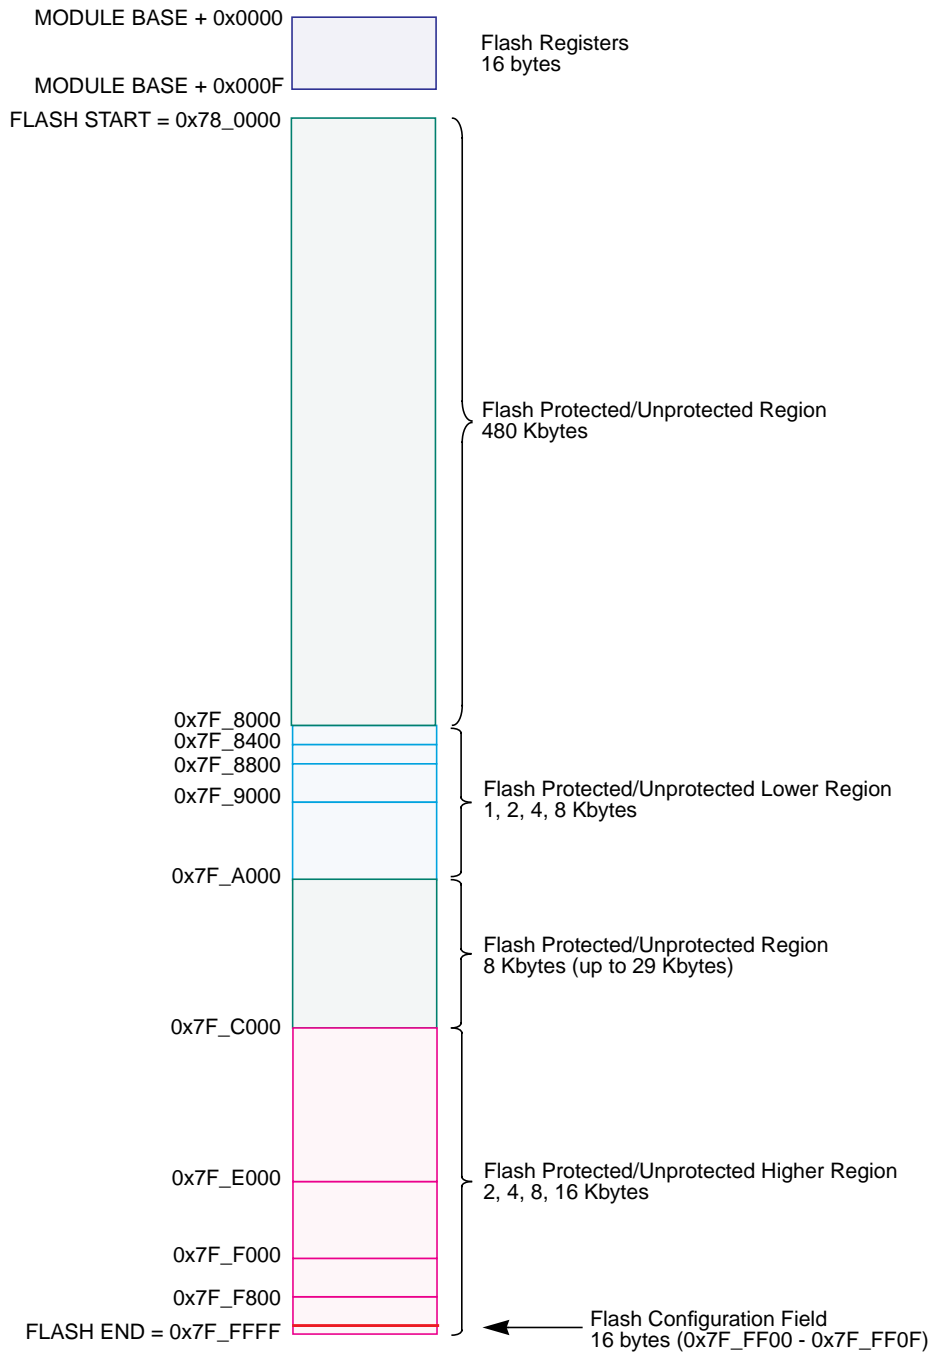 MODULE BASE + 0x0000
Flash Registers
16 bytes
MODULE BASE + 0x000F
FLASH START = 0x78_0000
Flash Protected/Unprotected Region
480 Kbytes
0x7F_8000
0x7F_8400
0x7F_8800
0x7F_9000
Flash Protected/Unprotected Lower Region
1, 2, 4, 8 Kbytes
0x7F_A000
Flash Protected/Unprotected Region
8 Kbytes (up to 29 Kbytes)
0x7F_C000
Flash Protected/Unprotected Higher Region
2, 4, 8, 16 Kbytes
0x7F_E000
0x7F_F000
0x7F_F800
FLASH END = 0x7F_FFFF
Flash Configuration Field
16 bytes (0x7F_FF00 - 0x7F_FF0F)